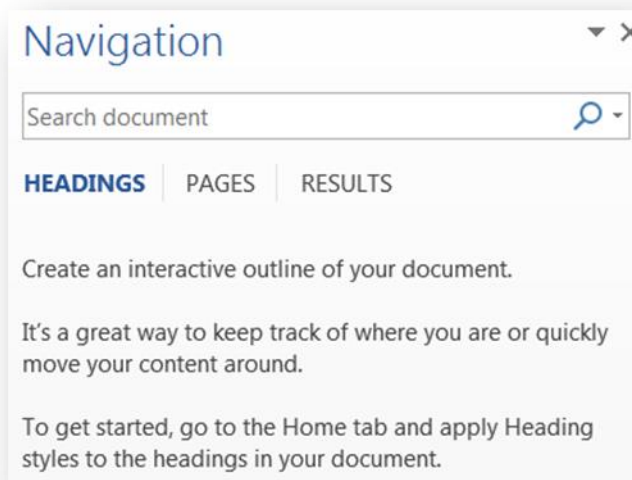 Navigation
Search document
HEADINGS PAGES RESULTS
Create an interactive outline of your document.
It's a great way to keep track of where you are or quickly
move your content around.
To get started, go to the Home tab and apply Heading
styles to the headings in your document.